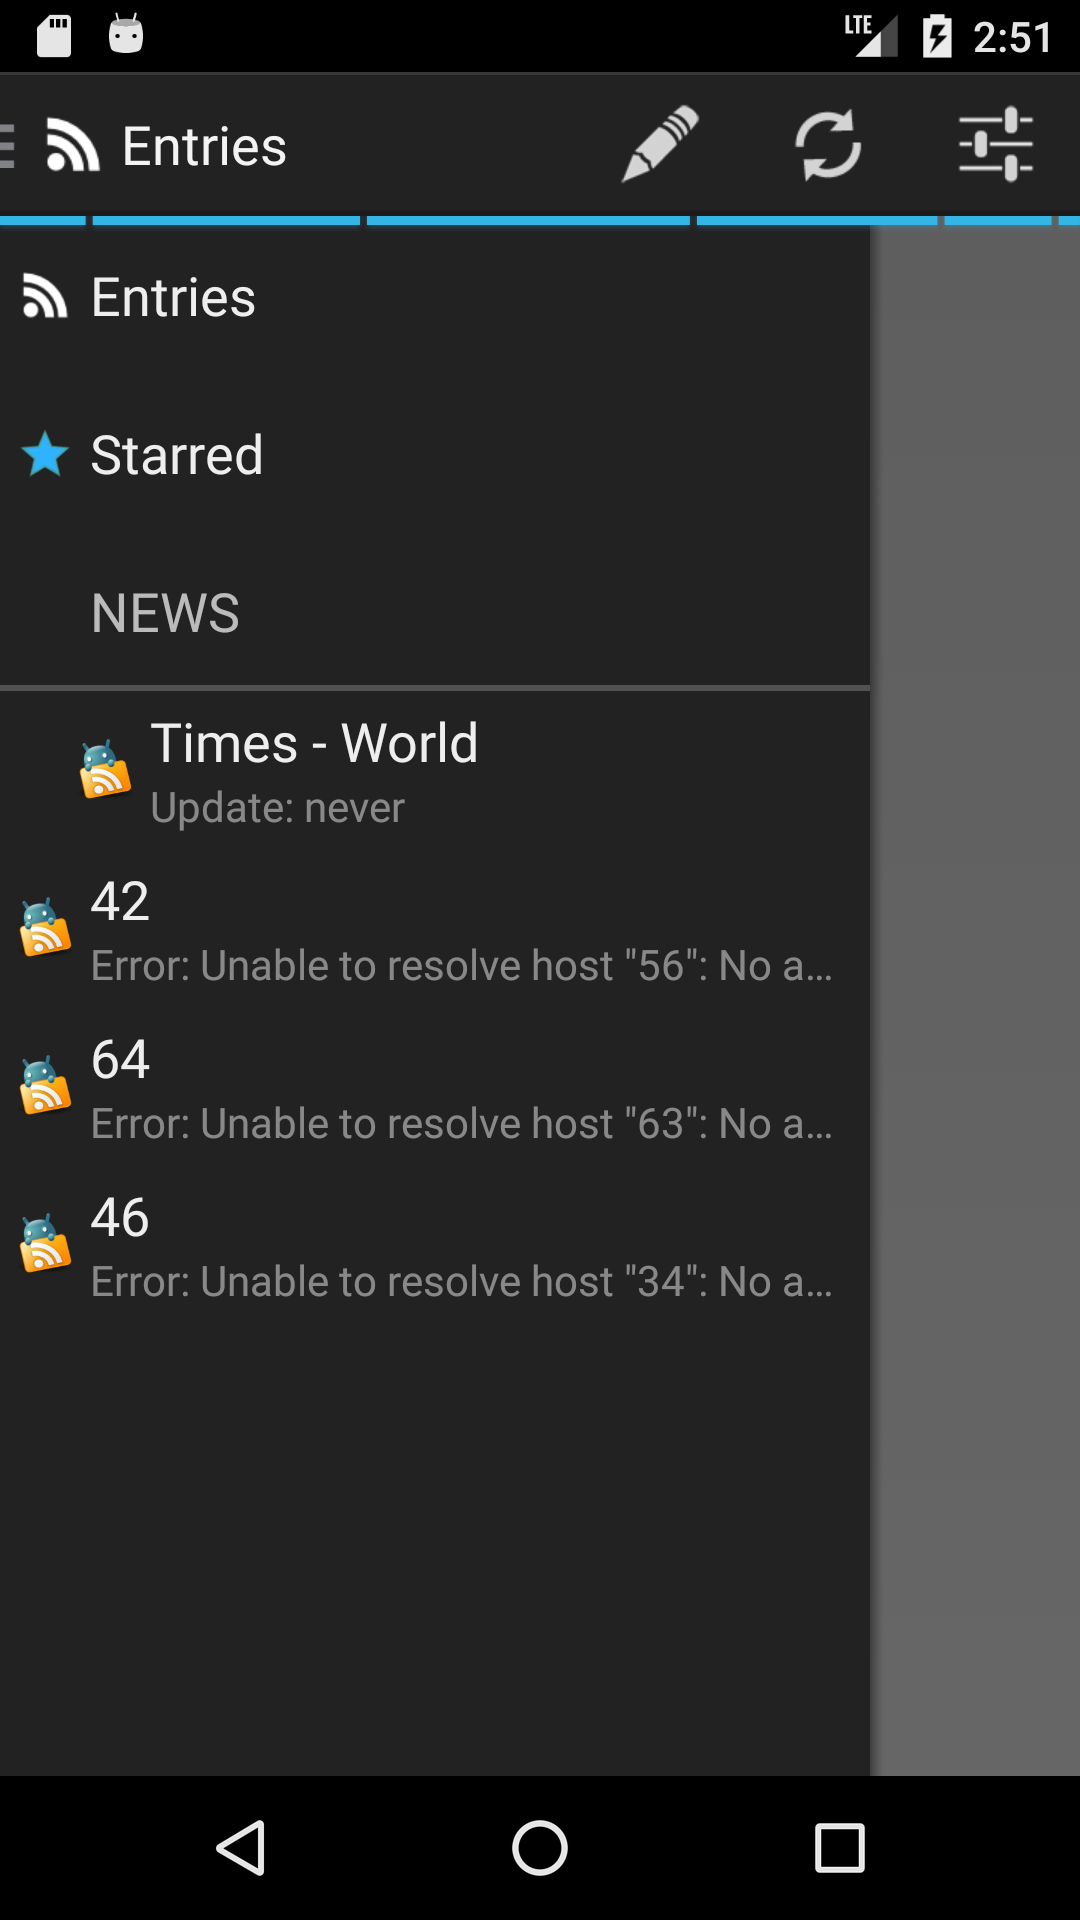 LTE 2:51
Entries
Entries
Starred
NEWS
Times - World
Update: never
42
Error: Unable to resolve host "56": No a…
64
Error: Unable to resolve host "63": No a…
46
Error: Unable to resolve host "34": No a…